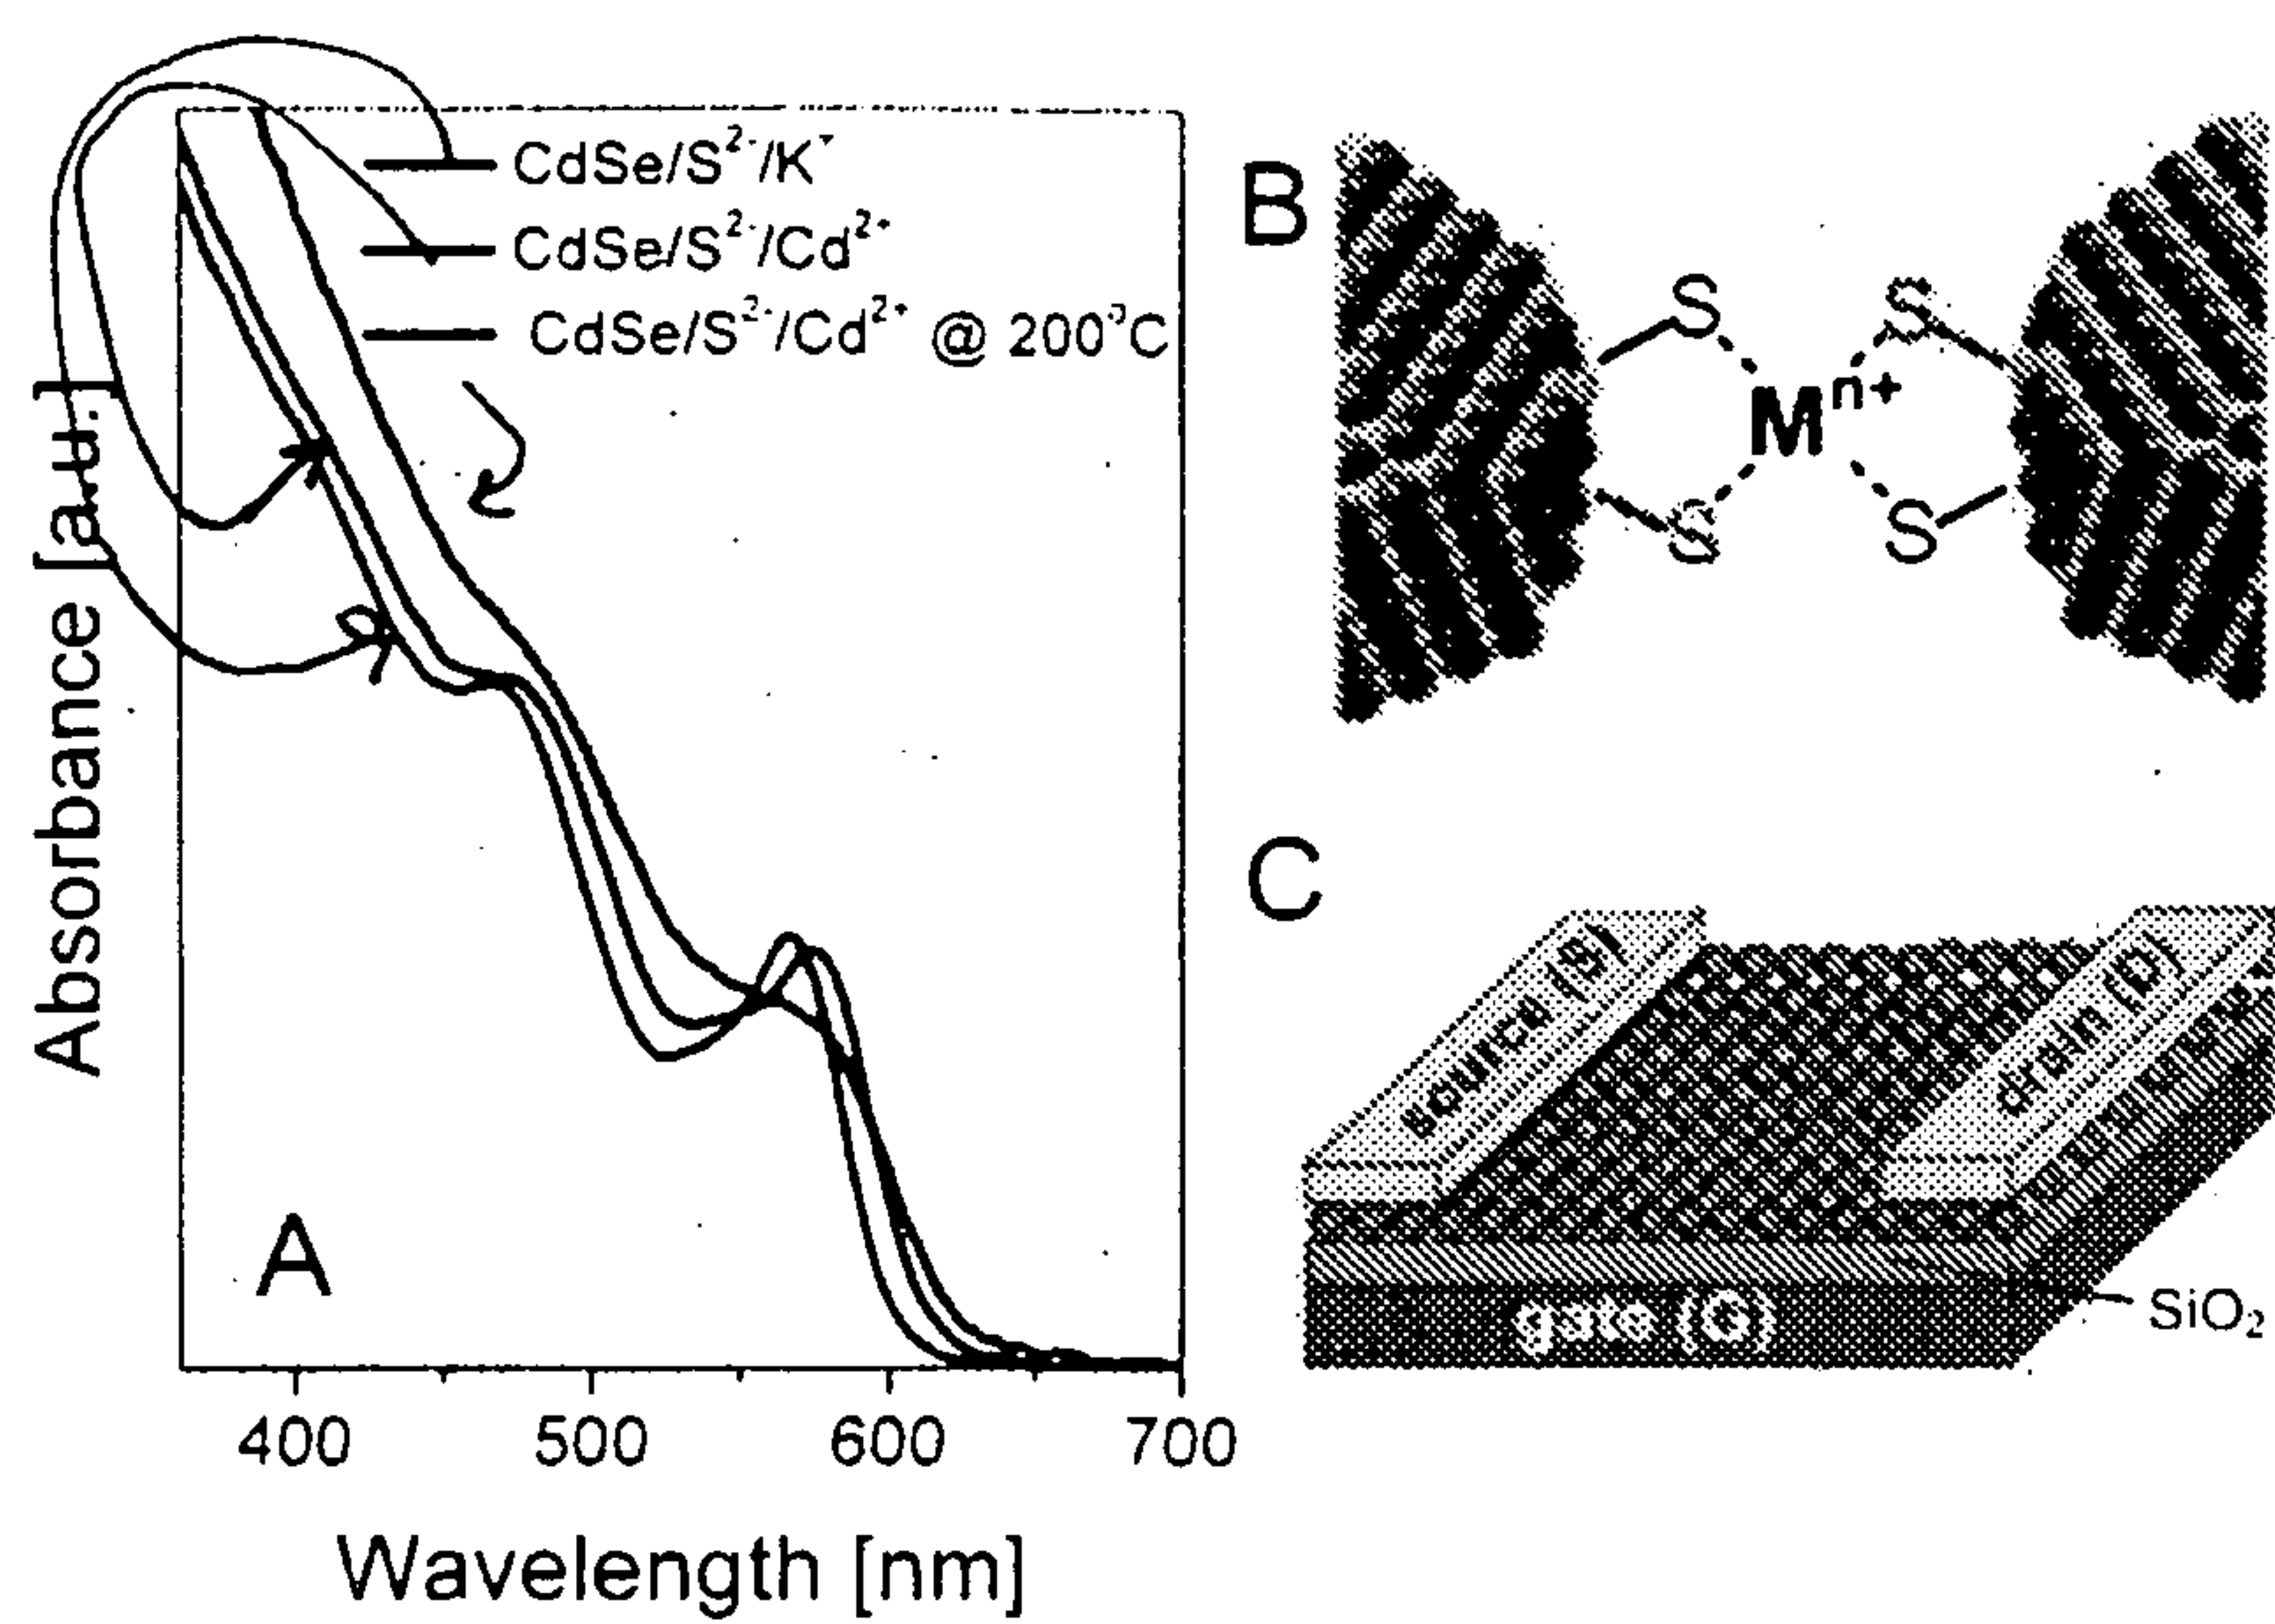 CdSe/S²⁻/K⁺
CdSe/S²⁻/Cd²⁺
CdSe/S²⁻/Cd²⁺ @ 200°C
Absorbance [a.u.]
A
400 500 600 700
Wavelength [nm]
B
S S
Mⁿ⁺
S S
C
source (S)
drain (D)
gate (G)
SiO₂